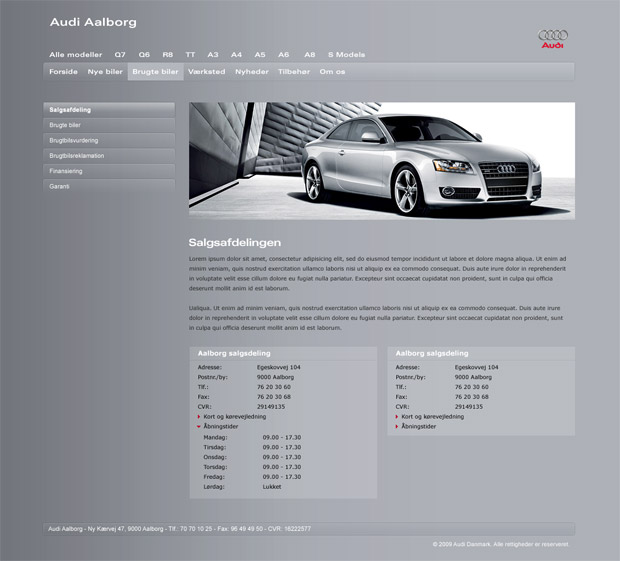 Audi Aalborg
Audi
Alle modeller Q7 Q6 R8 TT A3 A4 A5 A6 A8 S Models
Forside Nye biler Brugte biler Værksted Nyheder Tilbehør Om os
Salgsafdeling
Brugte biler
Brugtbilsvurdering
Brugtbilsreklamation
Finansiering
Garanti
Salgsafdelingen
Lorem ipsum dolor sit amet, consectetur adipisicing elit, sed do eiusmod tempor incididunt ut labore et dolore magna aliqua. Ut enim ad
minim veniam, quis nostrud exercitation ullamco laboris nisi ut aliquip ex ea commodo consequat. Duis aute irure dolor in reprehenderit
in voluptate velit esse cillum dolore eu fugiat nulla pariatur. Excepteur sint occaecat cupidatat non proident, sunt in culpa qui officia
deserunt mollit anim id est laborum.
Ualiqua. Ut enim ad minim veniam, quis nostrud exercitation ullamco laboris nisi ut aliquip ex ea commodo consequat. Duis aute irure
dolor in reprehenderit in voluptate velit esse cillum dolore eu fugiat nulla pariatur. Excepteur sint occaecat cupidatat non proident, sunt
in culpa qui officia deserunt mollit anim id est laborum.
Aalborg salgsdeling
Adresse: Egeskovvej 104
Postnr./by: 9000 Aalborg
Tlf.: 76 20 30 60
Fax: 76 20 30 68
CVR: 29149135
Kort og kørevejledning
Åbningstider
Mandag: 09.00 - 17.30
Tirsdag: 09.00 - 17.30
Onsdag: 09.00 - 17.30
Torsdag: 09.00 - 17.30
Fredag: 09.00 - 17.30
Lørdag: Lukket
Aalborg salgsdeling
Adresse: Egeskovvej 104
Postnr./by: 9000 Aalborg
Tlf.: 76 20 30 60
Fax: 76 20 30 68
CVR: 29149135
Kort og kørevejledning
Åbningstider
Audi Aalborg - Ny Kærvej 47, 9000 Aalborg - Tlf.: 70 70 10 25 - Fax: 96 49 49 50 - CVR: 16222577
© 2009 Audi Danmark. Alle rettigheder er reserveret.